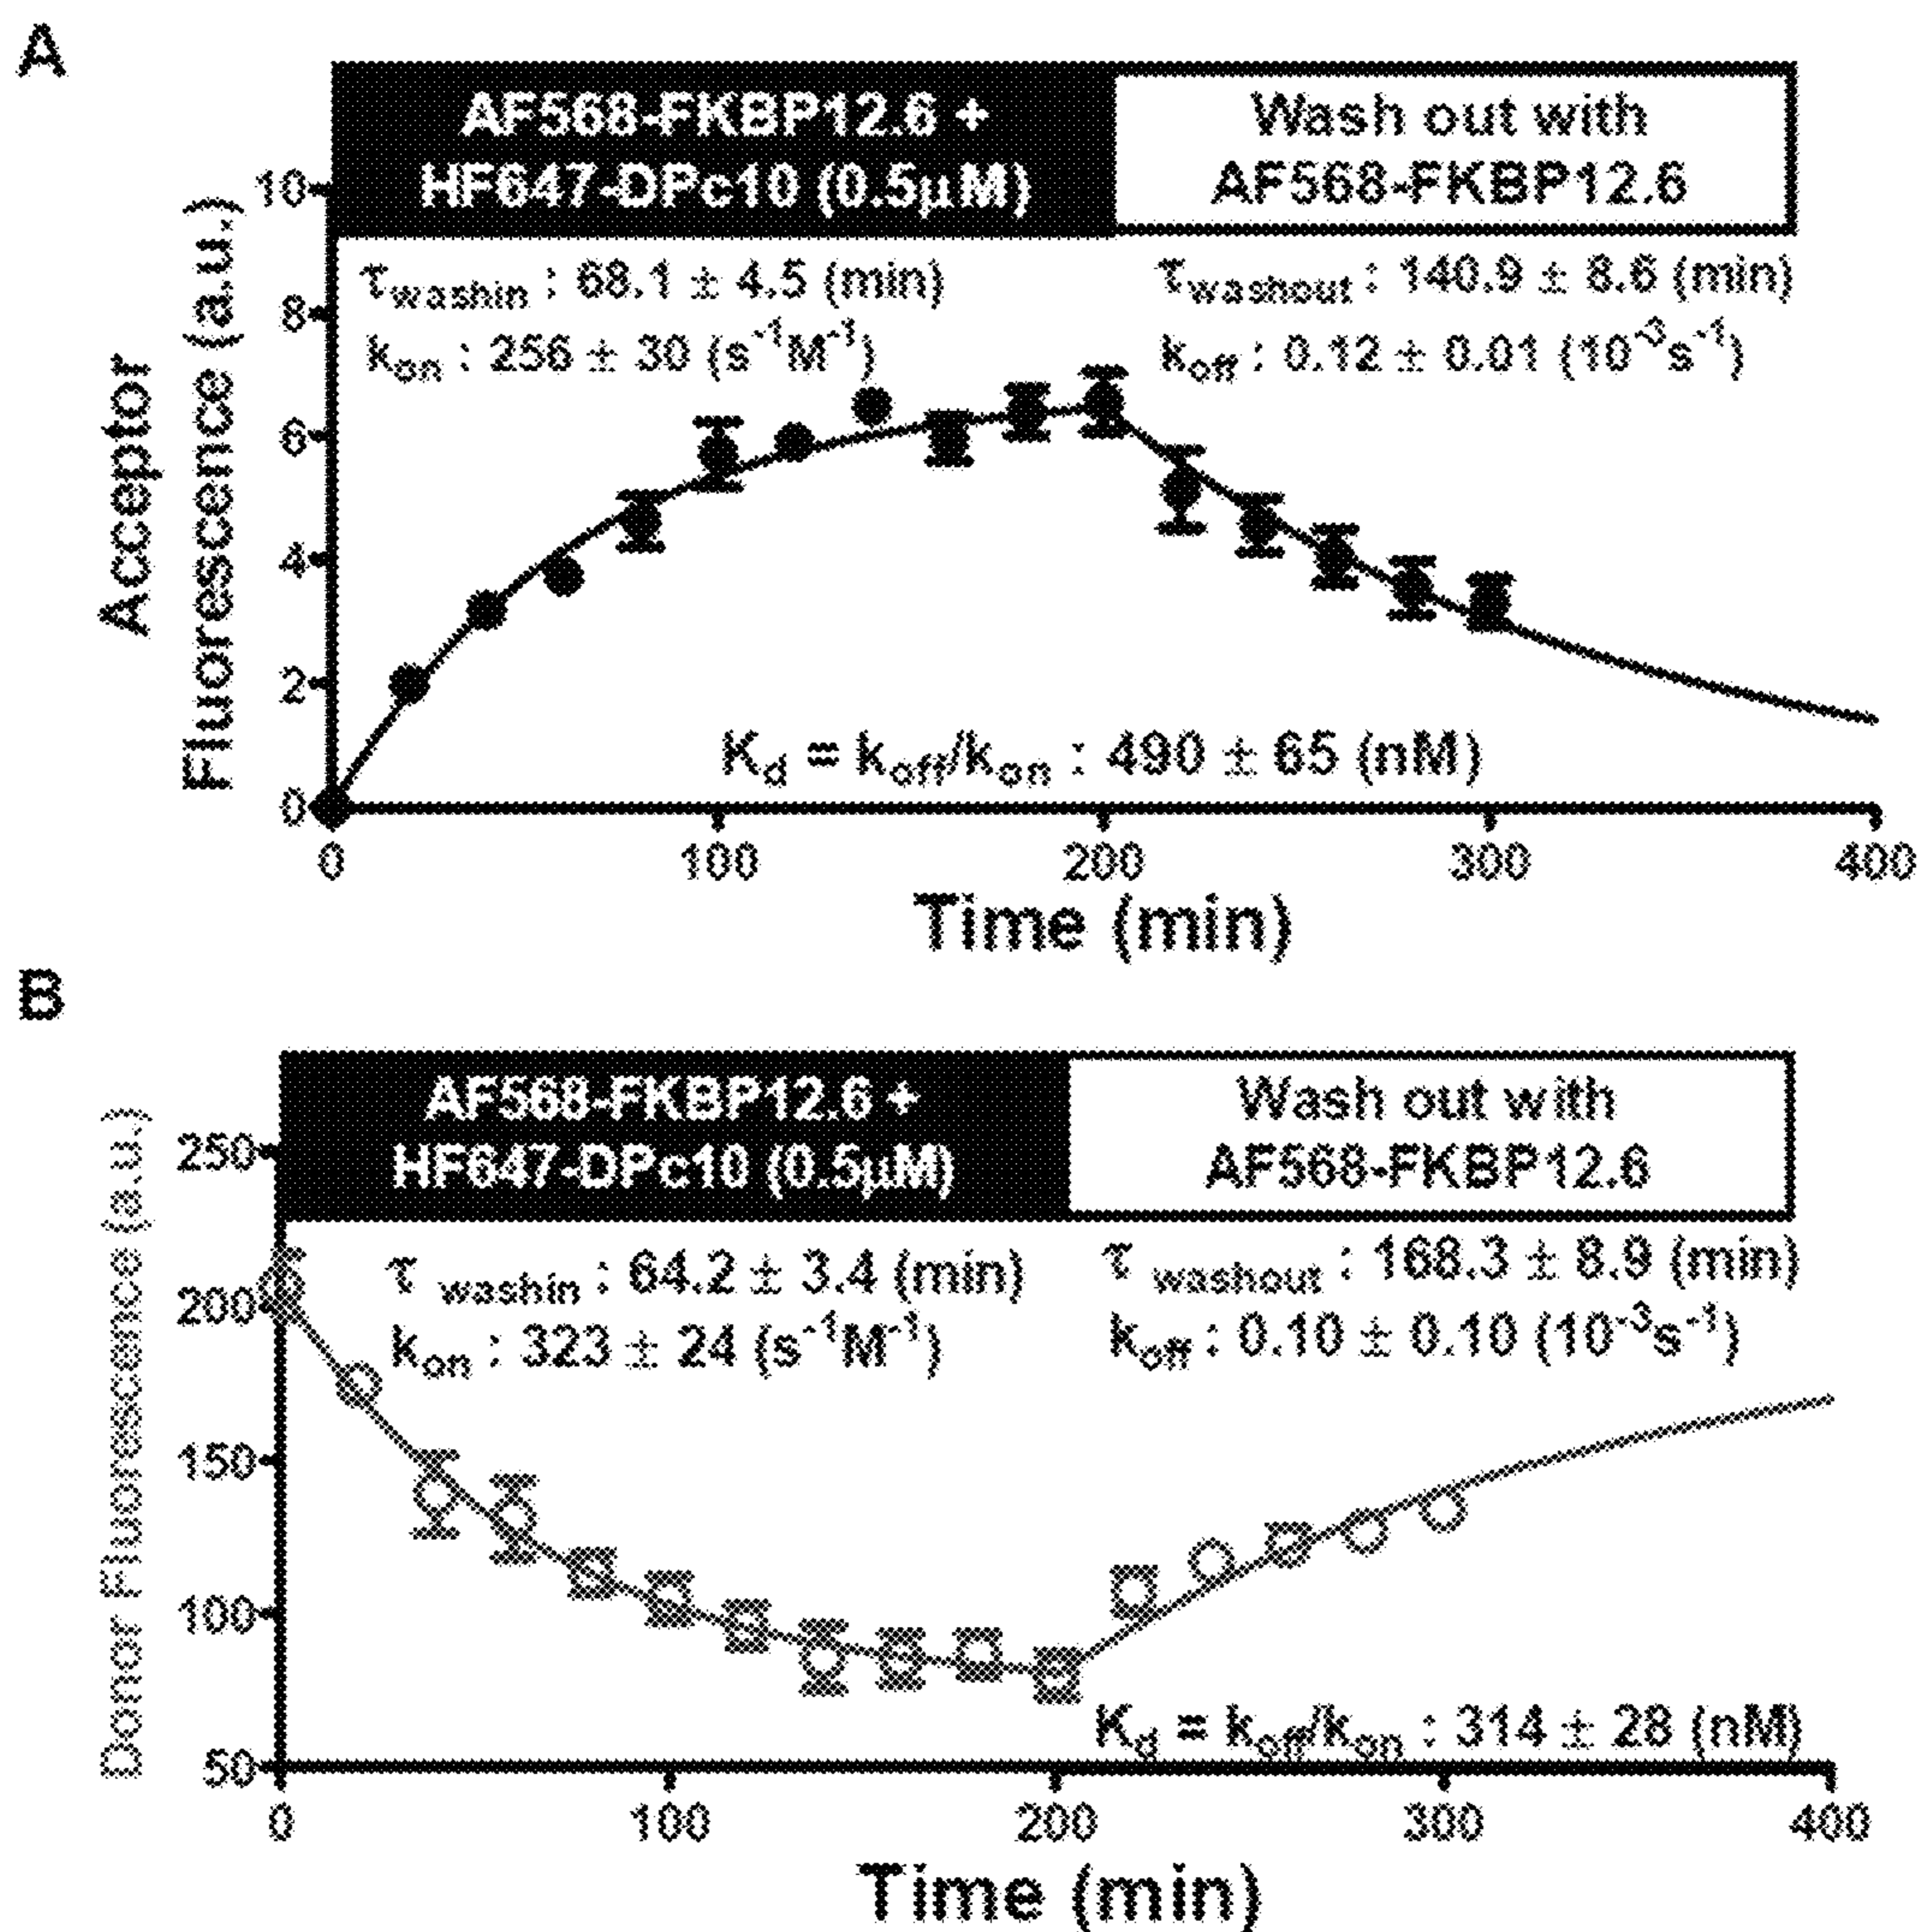 A
AF568-FKBP12.6 +
HF647-DPc10 (0.5μM)
Wash out with
AF568-FKBP12.6
τwashin : 68.1 ± 4.5 (min)
kon : 256 ± 30 (s⁻¹M⁻¹)
τwashout : 140.9 ± 8.6 (min)
koff : 0.12 ± 0.01 (10⁻³s⁻¹)
Acceptor
Fluorescence (a.u.)
10
8
6
4
2
0
Kd = koff/kon : 490 ± 65 (nM)
0 100 200 300 400
Time (min)
B
AF568-FKBP12.6 +
HF647-DPc10 (0.5μM)
Wash out with
AF568-FKBP12.6
τ washin : 64.2 ± 3.4 (min)
kon : 323 ± 24 (s⁻¹M⁻¹)
τ washout : 168.3 ± 8.9 (min)
koff : 0.10 ± 0.10 (10⁻³s⁻¹)
Donor Fluorescence (a.u.)
250
200
150
100
50
Kd = koff/kon : 314 ± 28 (nM)
0 100 200 300 400
Time (min)